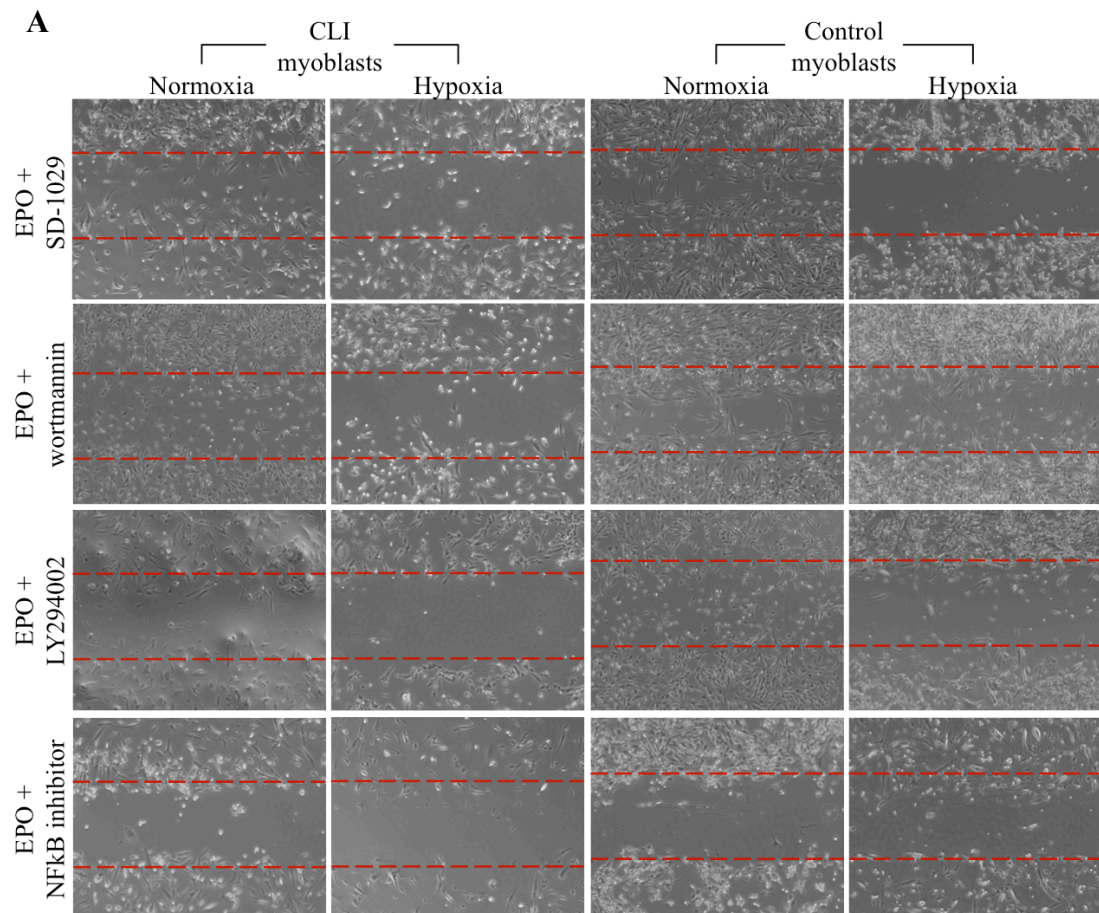 A
CLI
myoblasts
Control
myoblasts
Normoxia
Hypoxia
Normoxia
Hypoxia
EPO +
SD-1029
EPO +
wortmannin
EPO +
LY294002
EPO +
NFkB inhibitor